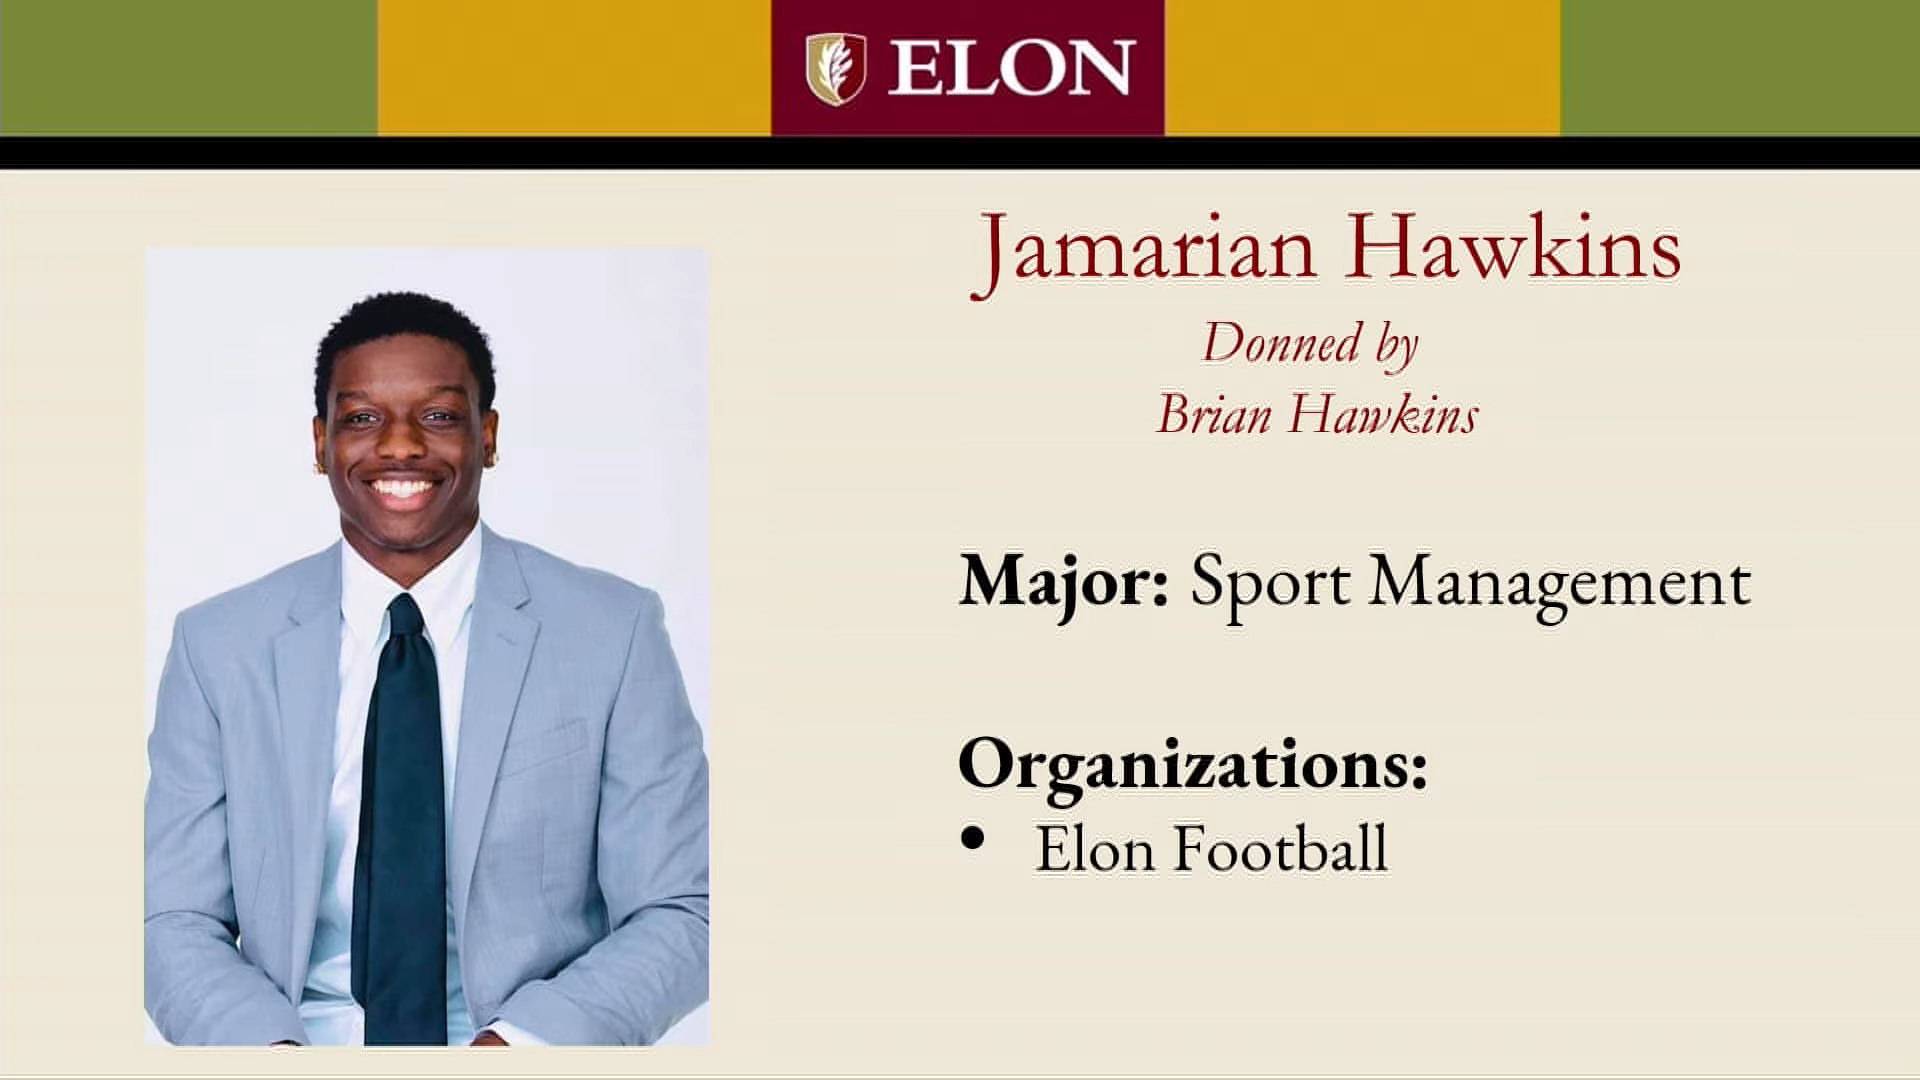 ELON
Jamarian Hawkins
Donned by
Brian Hawkins
Major: Sport Management
Organizations:
• Elon Football